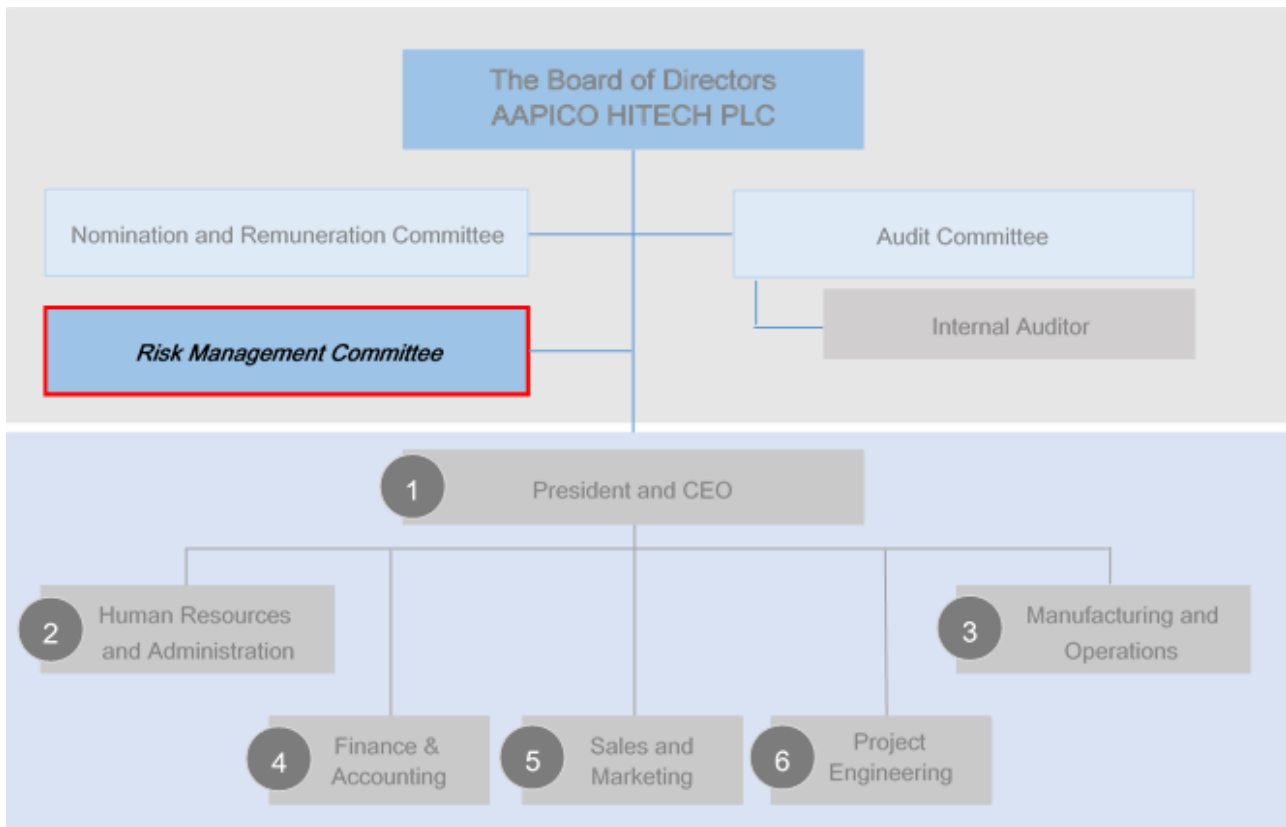 The Board of Directors
AAPICO HITECH PLC
Nomination and Remuneration Committee
Audit Committee
Internal Auditor
Risk Management Committee
1
President and CEO
2
Human Resources
and Administration
3
Manufacturing and
Operations
4
Finance &
Accounting
5
Sales and
Marketing
6
Project
Engineering